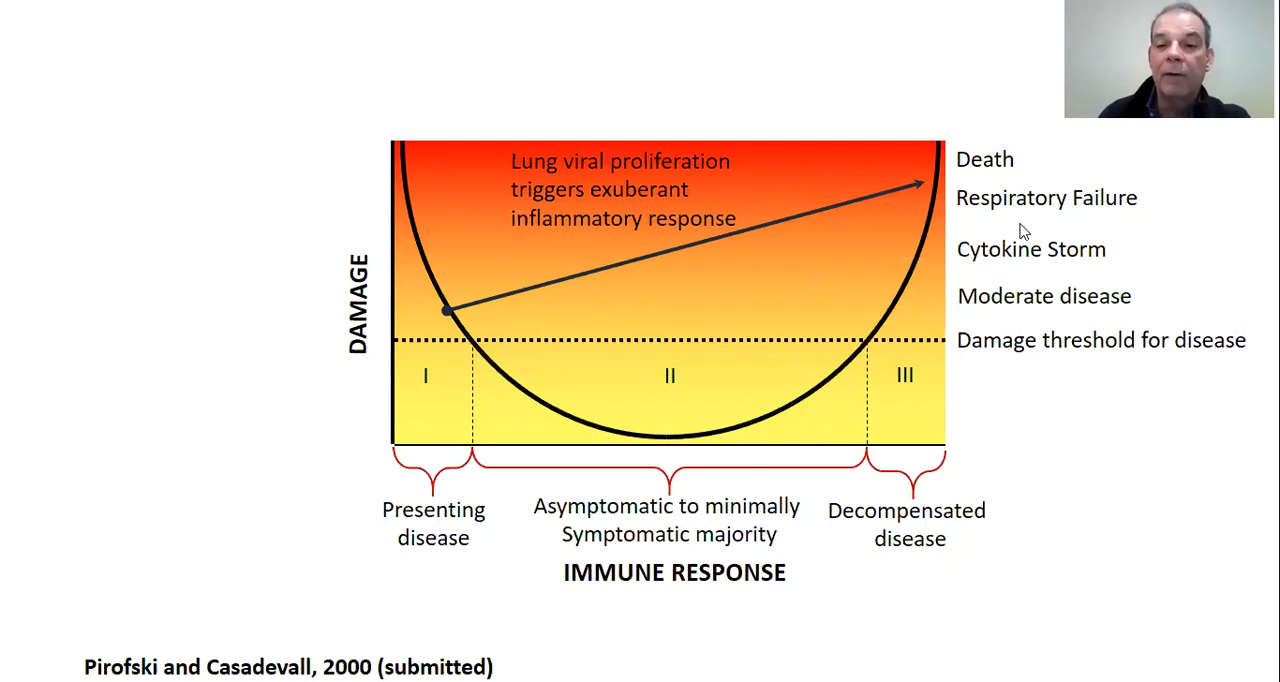 Lung viral proliferation
triggers exuberant
inflammatory response
DAMAGE
Death
Respiratory Failure
Cytokine Storm
Moderate disease
Damage threshold for disease
I
II
III
Presenting
disease
Asymptomatic to minimally
Symptomatic majority
Decompensated
disease
IMMUNE RESPONSE
Pirofski and Casadevall, 2000 (submitted)